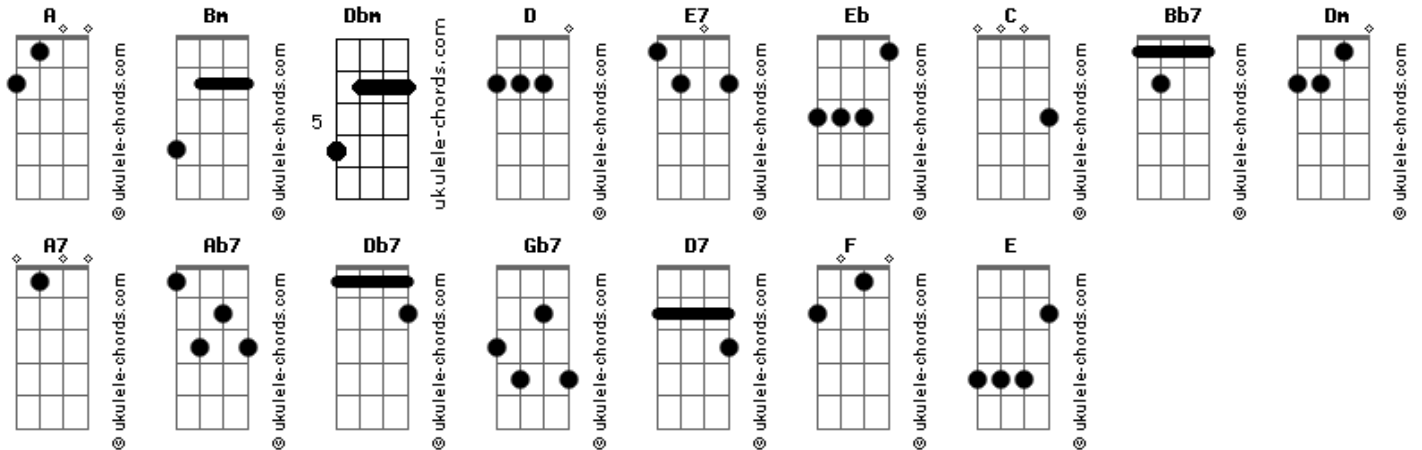 A Bm Dbm D E7 Eb C Bb7 Dm
5
© ukulele-chords.com © ukulele-chords.com ukulele-chords.com © ukulele-chords.com © ukulele-chords.com © ukulele-chords.com © ukulele-chords.com © ukulele-chords.com © ukulele-chords.com
A7 Ab7 Db7 Gb7 D7 F E
© ukulele-chords.com © ukulele-chords.com © ukulele-chords.com © ukulele-chords.com © ukulele-chords.com © ukulele-chords.com © ukulele-chords.com